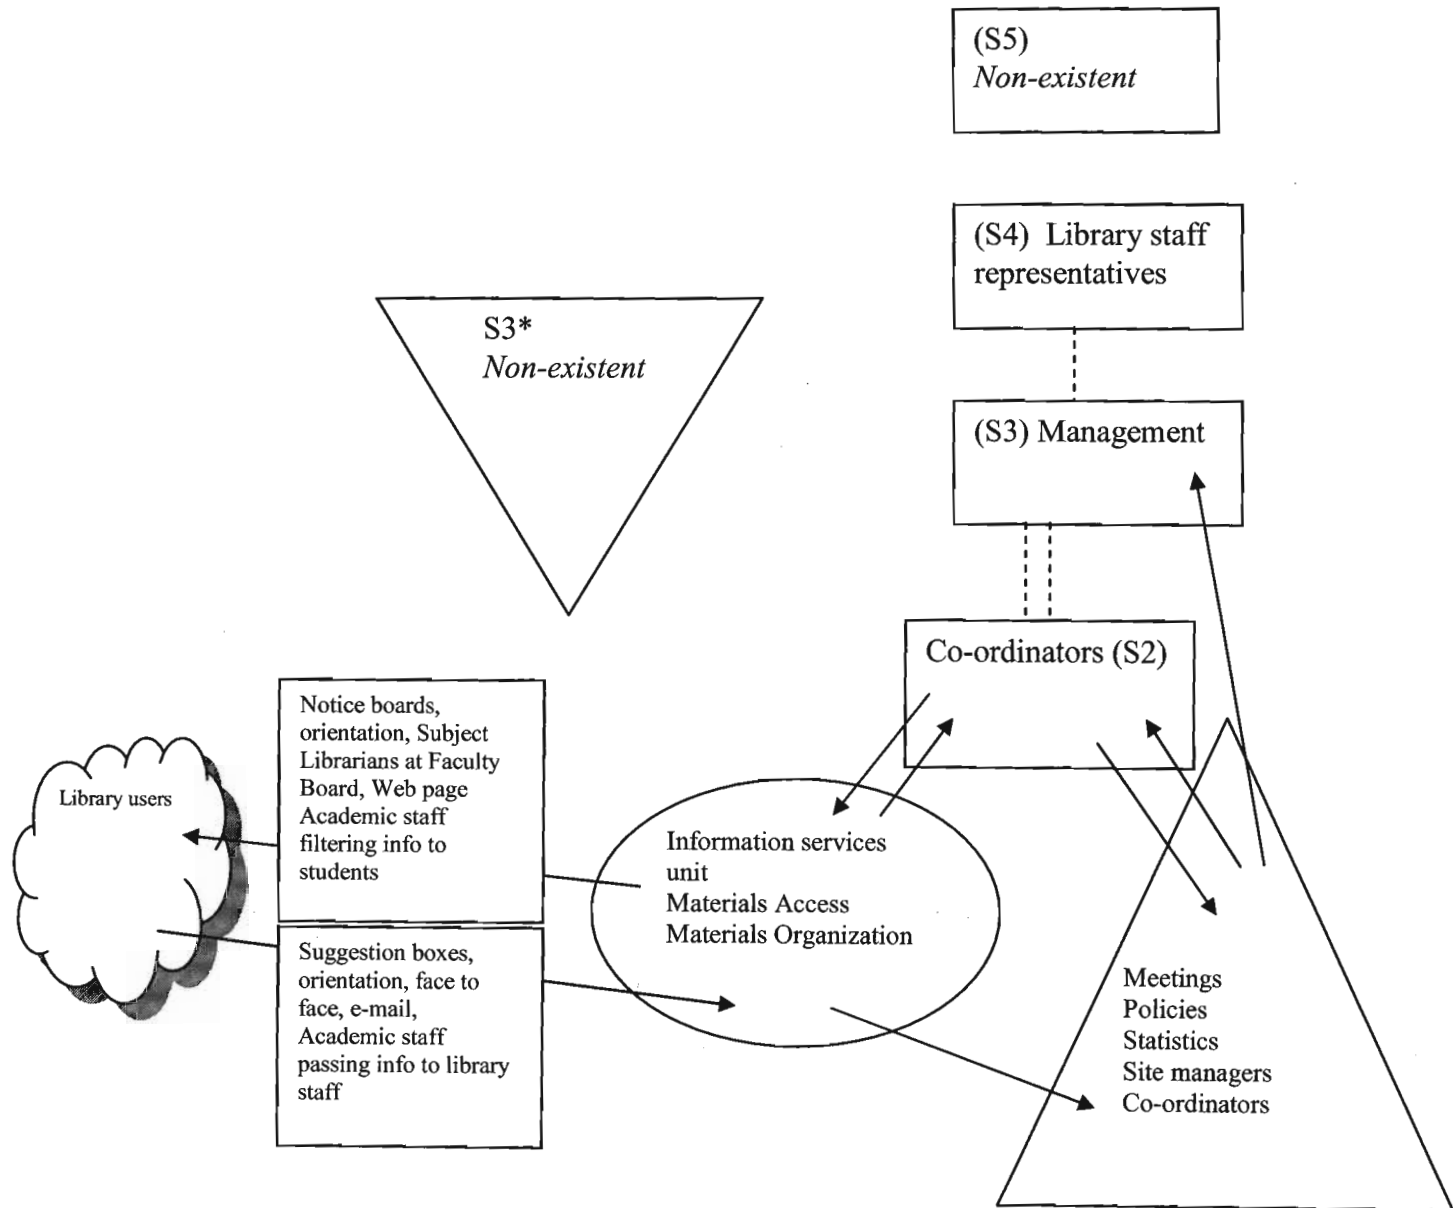 (S5)
Non-existent
(S4) Library staff
representatives
S3*
Non-existent
(S3) Management
Co-ordinators (S2)
Notice boards,
orientation, Subject
Librarians at Faculty
Board, Web page
Academic staff
filtering info to
students
Library users
Information services
unit
Materials Access
Materials Organization
Suggestion boxes,
orientation, face to
face, e-mail,
Academic staff
passing info to library
staff
Meetings
Policies
Statistics
Site managers
Co-ordinators